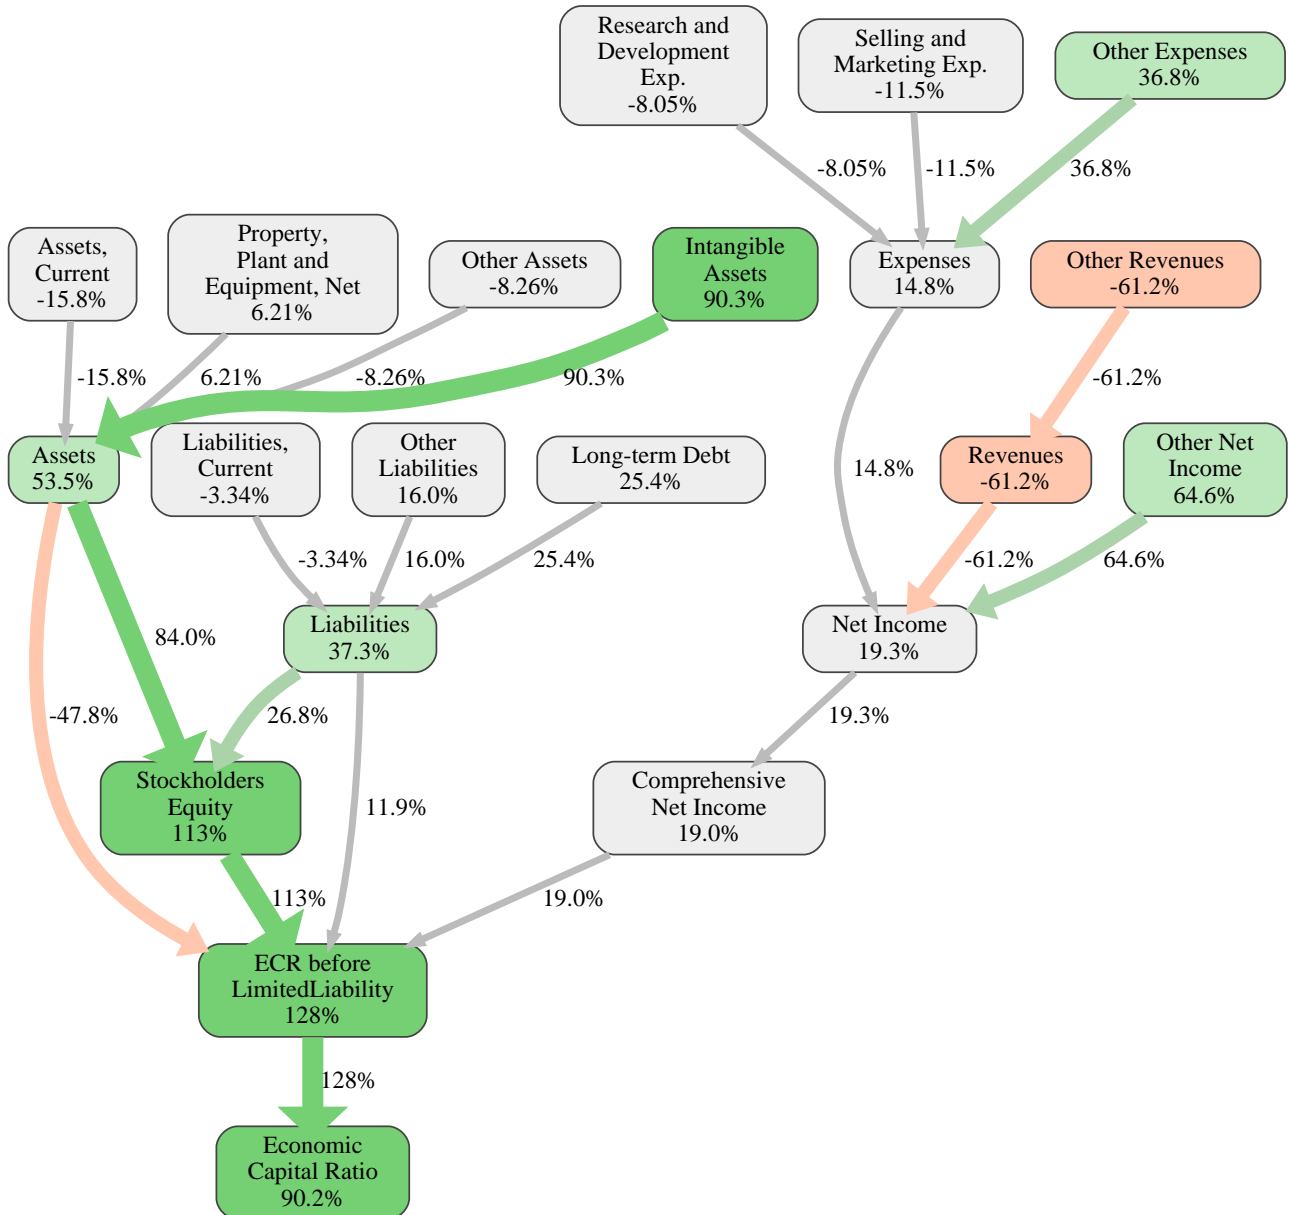 Research and
Development
Exp.
-8.05%
Selling and
Marketing Exp.
-11.5%
Other Expenses
36.8%
-8.05%
-11.5%
36.8%
Assets,
Current
-15.8%
Property,
Plant and
Equipment, Net
6.21%
Other Assets
-8.26%
Intangible
Assets
90.3%
Expenses
14.8%
Other Revenues
-61.2%
-15.8%
6.21%
-8.26%
90.3%
-61.2%
Assets
53.5%
Liabilities,
Current
-3.34%
Other
Liabilities
16.0%
Long-term Debt
25.4%
14.8%
Revenues
-61.2%
Other Net
Income
64.6%
-3.34%
16.0%
25.4%
-61.2%
64.6%
84.0%
Liabilities
37.3%
Net Income
19.3%
-47.8%
26.8%
19.3%
Stockholders
Equity
113%
11.9%
Comprehensive
Net Income
19.0%
113%
19.0%
ECR before
LimitedLiability
128%
128%
Economic
Capital Ratio
90.2%